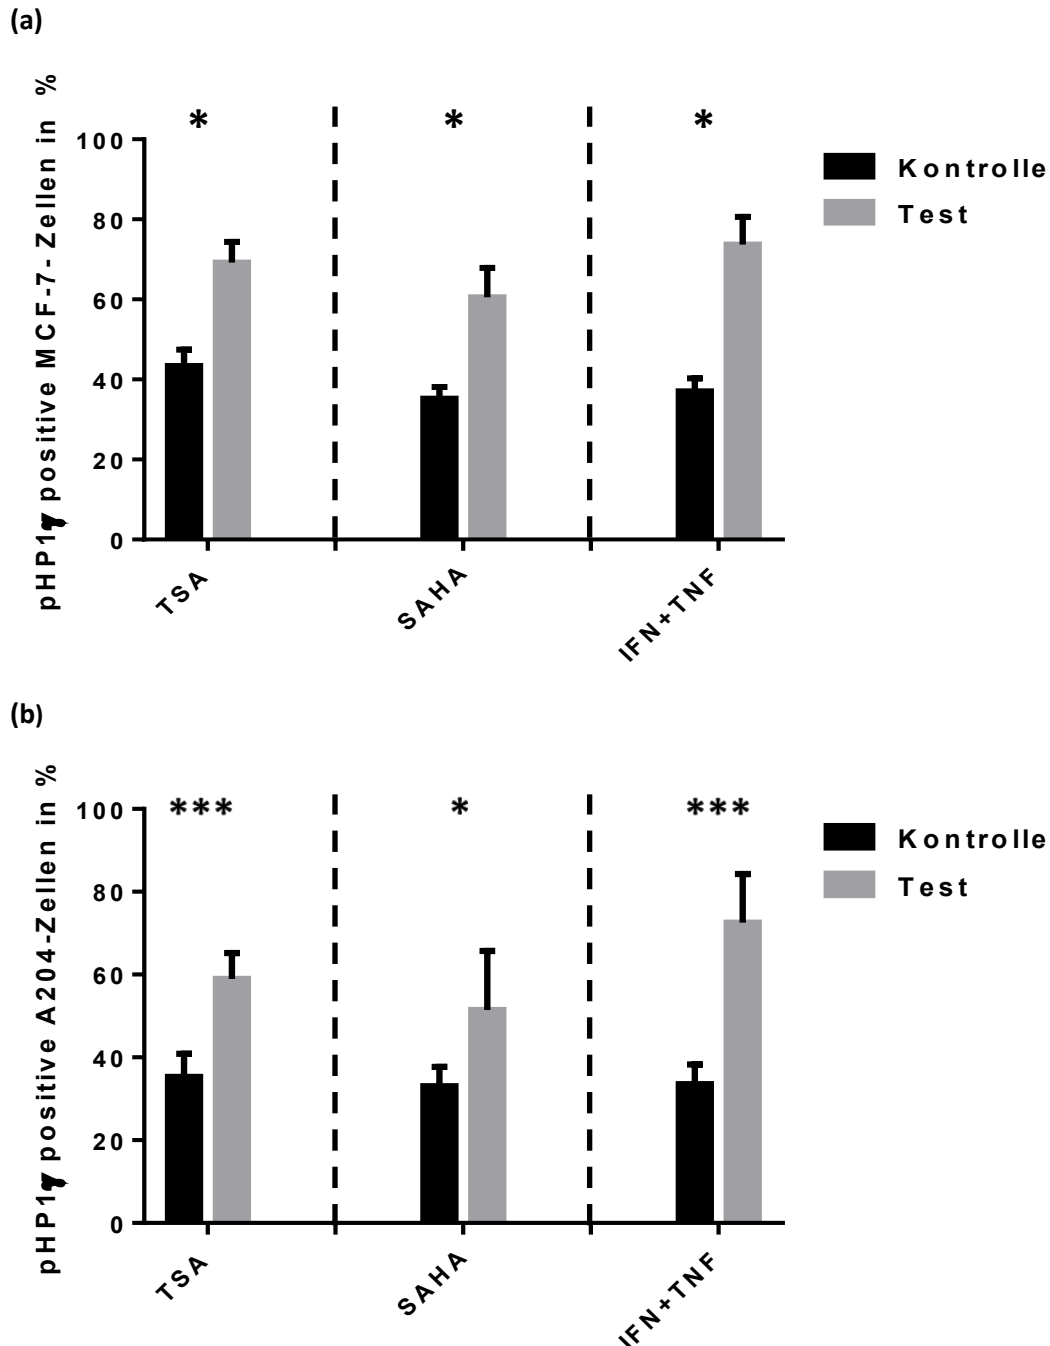 (a)
pHP1γ positive MCF-7- Zellen in %
* * *
100
80
60
40
20
0
Kontrolle
Test
TSA
SAHA
IFN+TNF
(b)
pHP1γ positive A204-Zellen in %
*** * ***
100
80
60
40
20
0
Kontrolle
Test
TSA
SAHA
IFN+TNF